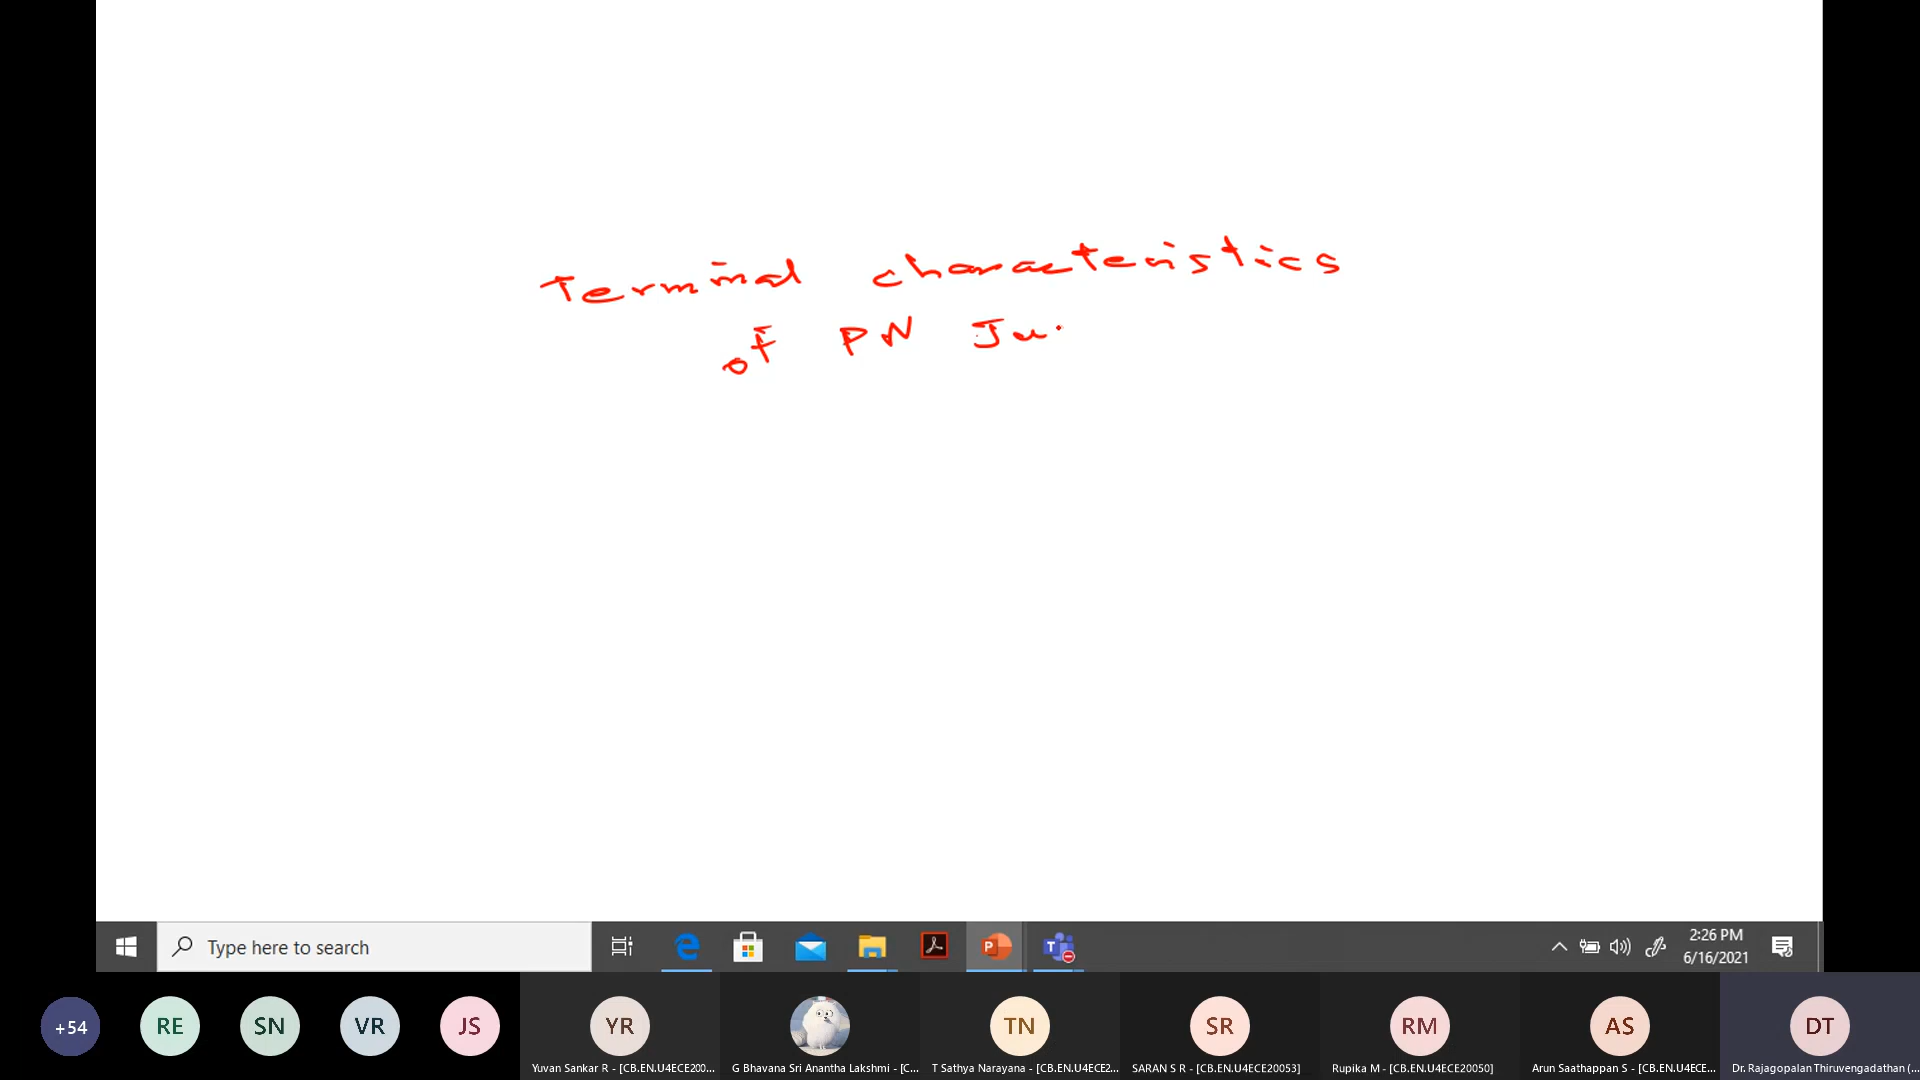 Terminal characteristics
of PN Ju
Type here to search
2:26 PM
6/16/2021
+54
RE
SN
VR
JS
YR
TN
SR
RM
AS
DT
Yuvan Sankar R - [CB.EN.U4ECE200...
G Bhavana Sri Anantha Lakshmi - [C...
T Sathya Narayana - [CB.EN.U4ECE2...
SARAN S R - [CB.EN.U4ECE20053]
Rupika M - [CB.EN.U4ECE20050]
Arun Saathappan S - [CB.EN.U4ECE...
Dr. Rajagopalan Thiruvengadathan (...